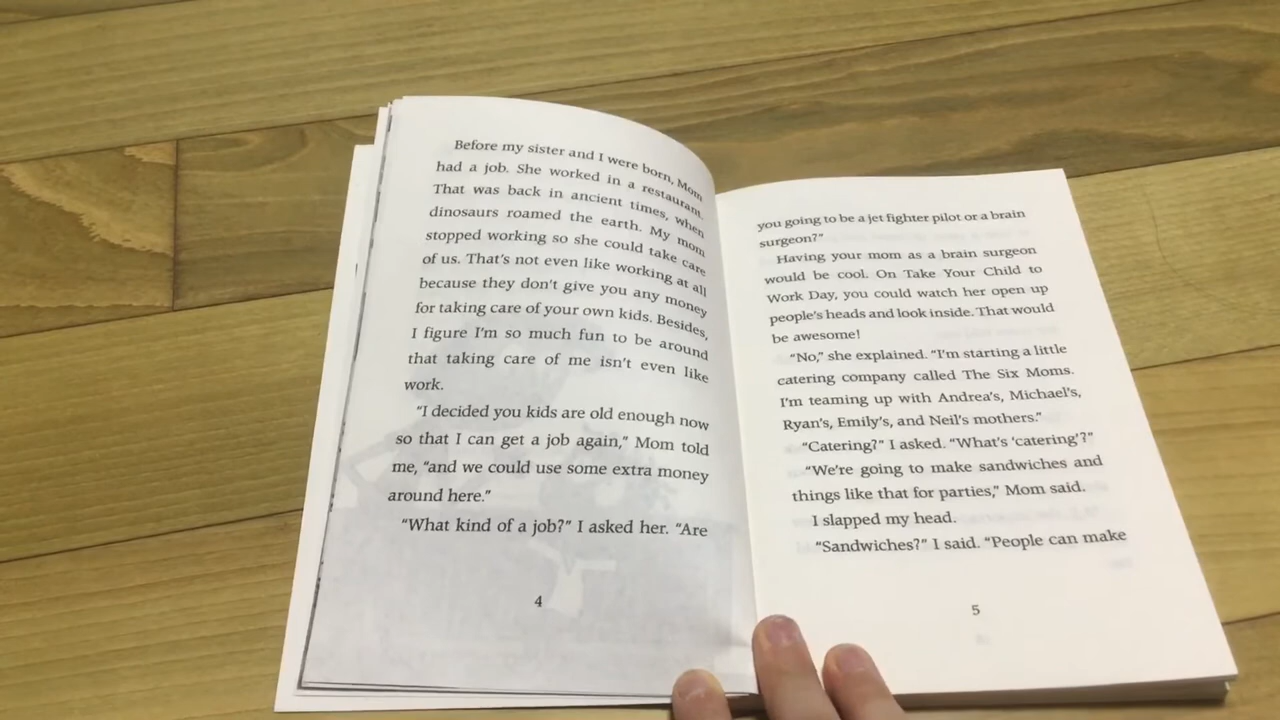 Before my sister and I were born, Mom
had a job. She worked in a restaurant.
That was back in ancient times, when
dinosaurs roamed the earth. My mom
stopped working so she could take care
of us. That's not even like working at all
because they don't give you any money
for taking care of your own kids. Besides,
I figure I'm so much fun to be around
that taking care of me isn't even like
work.
“I decided you kids are old enough now
so that I can get a job again,” Mom told
me, “and we could use some extra money
around here.”
“What kind of a job?” I asked her. “Are
4
you going to be a jet fighter pilot or a brain
surgeon?”
Having your mom as a brain surgeon
would be cool. On Take Your Child to
Work Day, you could watch her open up
people's heads and look inside. That would
be awesome!
“No,” she explained. “I'm starting a little
catering company called The Six Moms.
I'm teaming up with Andrea's, Michael's,
Ryan's, Emily's, and Neil's mothers.”
“Catering?” I asked. “What's ‘catering’?”
“We're going to make sandwiches and
things like that for parties,” Mom said.
I slapped my head.
“Sandwiches?” I said. “People can make
5